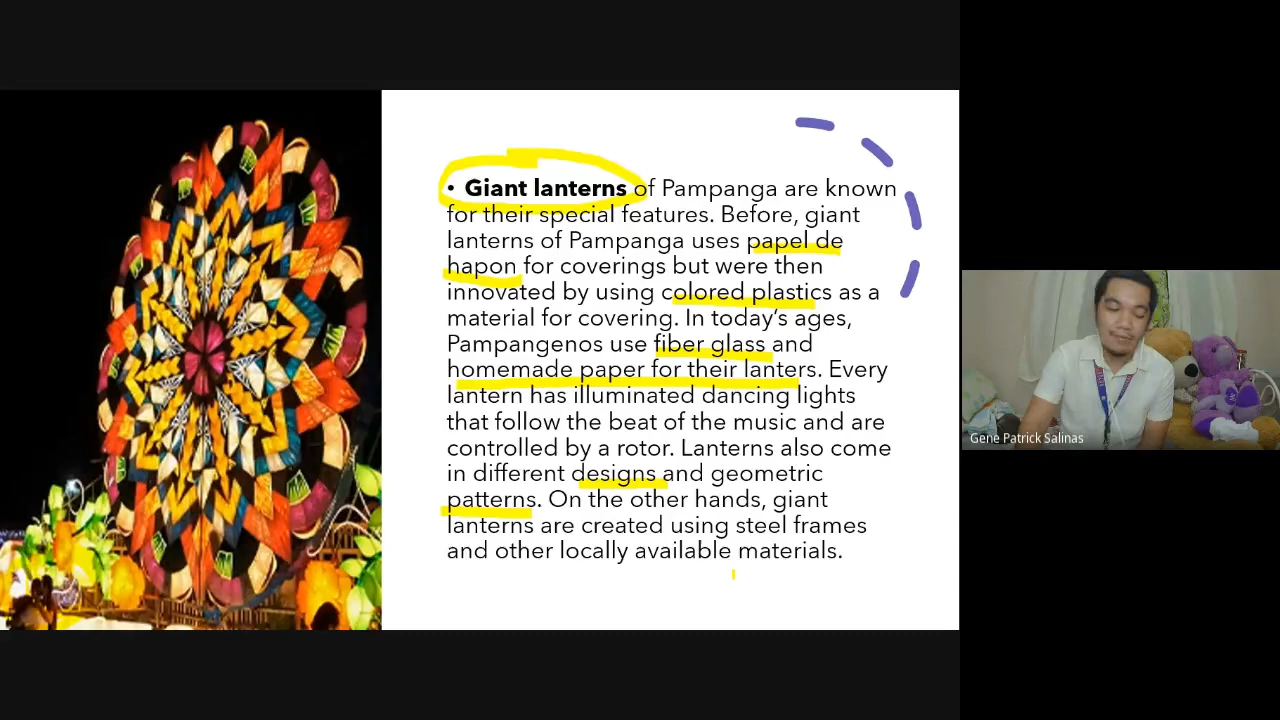 • Giant lanterns of Pampanga are known
for their special features. Before, giant
lanterns of Pampanga uses papel de
hapon for coverings but were then
innovated by using colored plastics as a
material for covering. In today's ages,
Pampangenos use fiber glass and
homemade paper for their lanters. Every
lantern has illuminated dancing lights
that follow the beat of the music and are
controlled by a rotor. Lanterns also come
in different designs and geometric
patterns. On the other hands, giant
lanterns are created using steel frames
and other locally available materials.
Gene Patrick Salinas